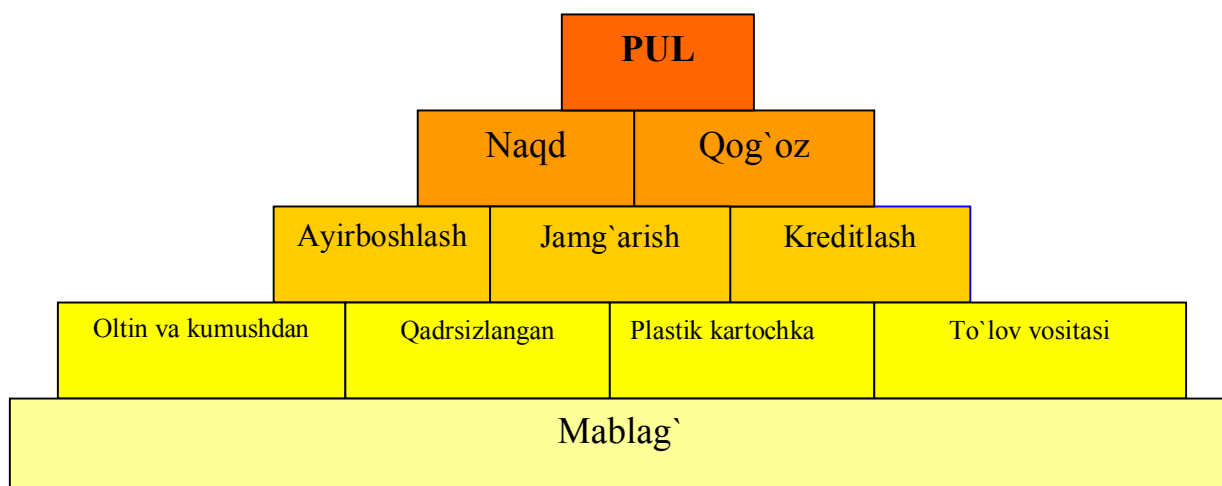 PUL
Naqd Qog`oz
Ayirboshlash Jamg`arish Kreditlash
Oltin va kumushdan Qadrsizlangan Plastik kartochka To`lov vositasi
Mablag`